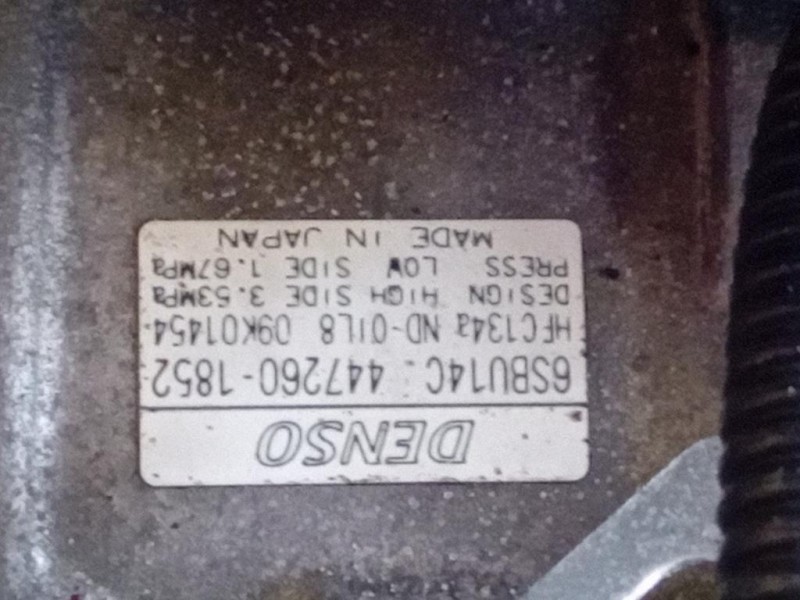 DENSO
6SBU14C 447260-1852
HFC134a ND-OIL8 09K01454
DESIGN HIGH SIDE 3.53MPa
PRESS LOW SIDE 1.67MPa
MADE IN JAPAN